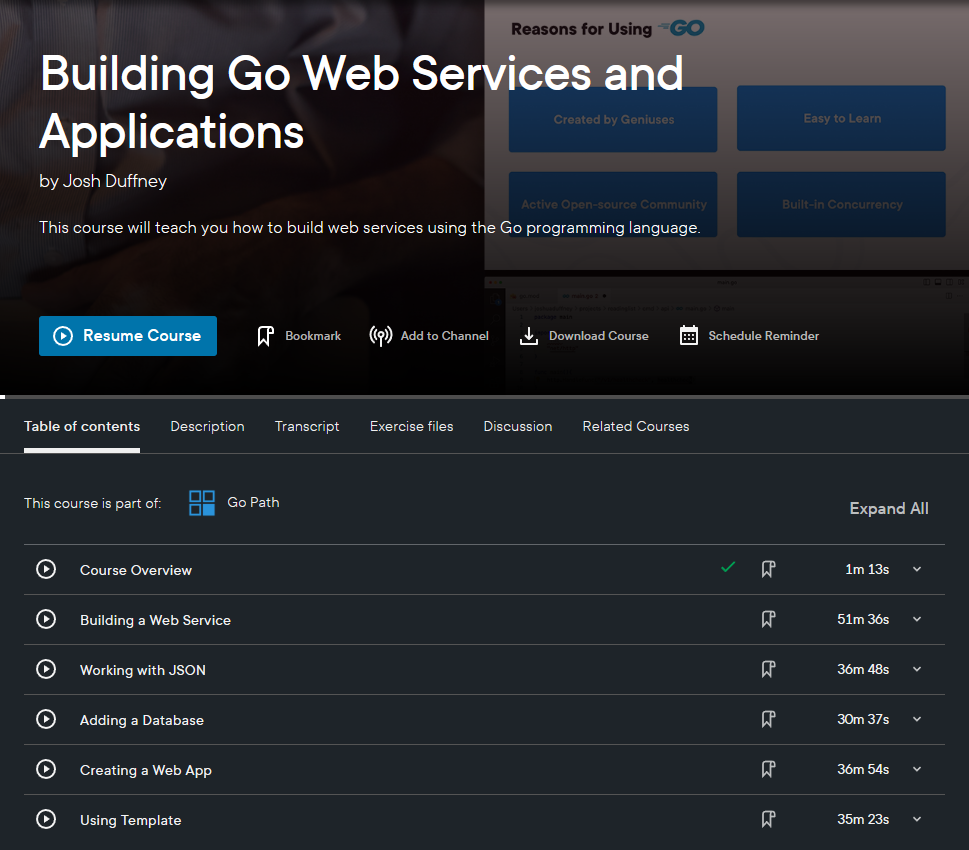 Reasons for Using GO
Building Go Web Services and
Applications
Created by Geniuses
Easy to Learn
by Josh Duffney
Active Open-source Community
Built-in Concurrency
This course will teach you how to build web services using the Go programming language.
Resume Course
Bookmark
Add to Channel
Download Course
Schedule Reminder
Table of contents
Description
Transcript
Exercise files
Discussion
Related Courses
This course is part of:
Go Path
Expand All
Course Overview
1m 13s
Building a Web Service
51m 36s
Working with JSON
36m 48s
Adding a Database
30m 37s
Creating a Web App
36m 54s
Using Template
35m 23s